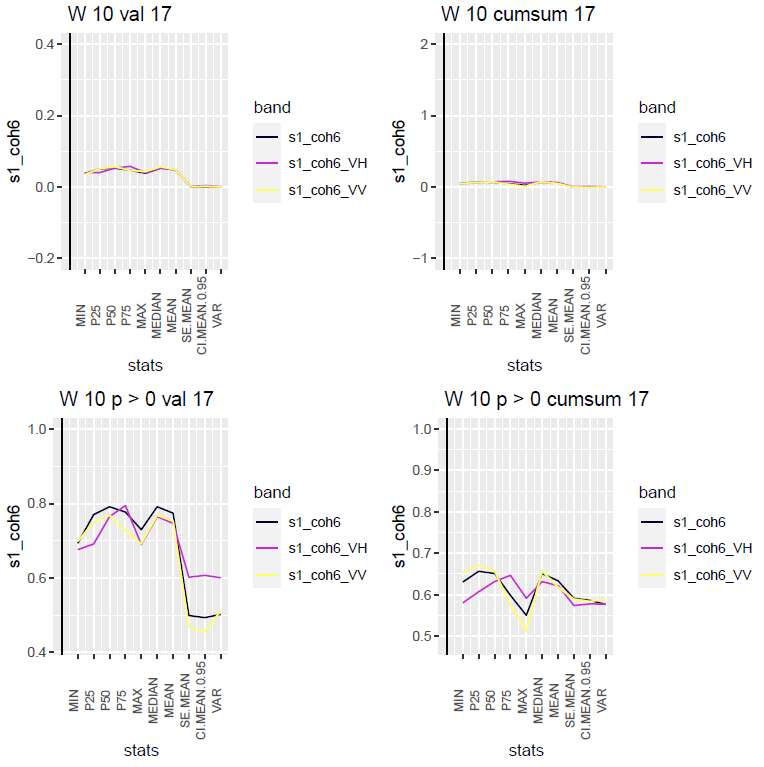 W 10 val 17
0.4
0.2
0.0
−0.2
s1_coh6
MIN
P25
P50
P75
MAX
MEDIAN
MEAN
SE.MEAN
CI.MEAN.0.95
VAR
stats
band
s1_coh6
s1_coh6_VH
s1_coh6_VV
W 10 cumsum 17
2
1
0
−1
s1_coh6
MIN
P25
P50
P75
MAX
MEDIAN
MEAN
SE.MEAN
CI.MEAN.0.95
VAR
stats
band
s1_coh6
s1_coh6_VH
s1_coh6_VV
W 10 p > 0 val 17
1.0
0.8
0.6
0.4
s1_coh6
MIN
P25
P50
P75
MAX
MEDIAN
MEAN
SE.MEAN
CI.MEAN.0.95
VAR
stats
band
s1_coh6
s1_coh6_VH
s1_coh6_VV
W 10 p > 0 cumsum 17
1.0
0.9
0.8
0.7
0.6
0.5
s1_coh6
MIN
P25
P50
P75
MAX
MEDIAN
MEAN
SE.MEAN
CI.MEAN.0.95
VAR
stats
band
s1_coh6
s1_coh6_VH
s1_coh6_VV